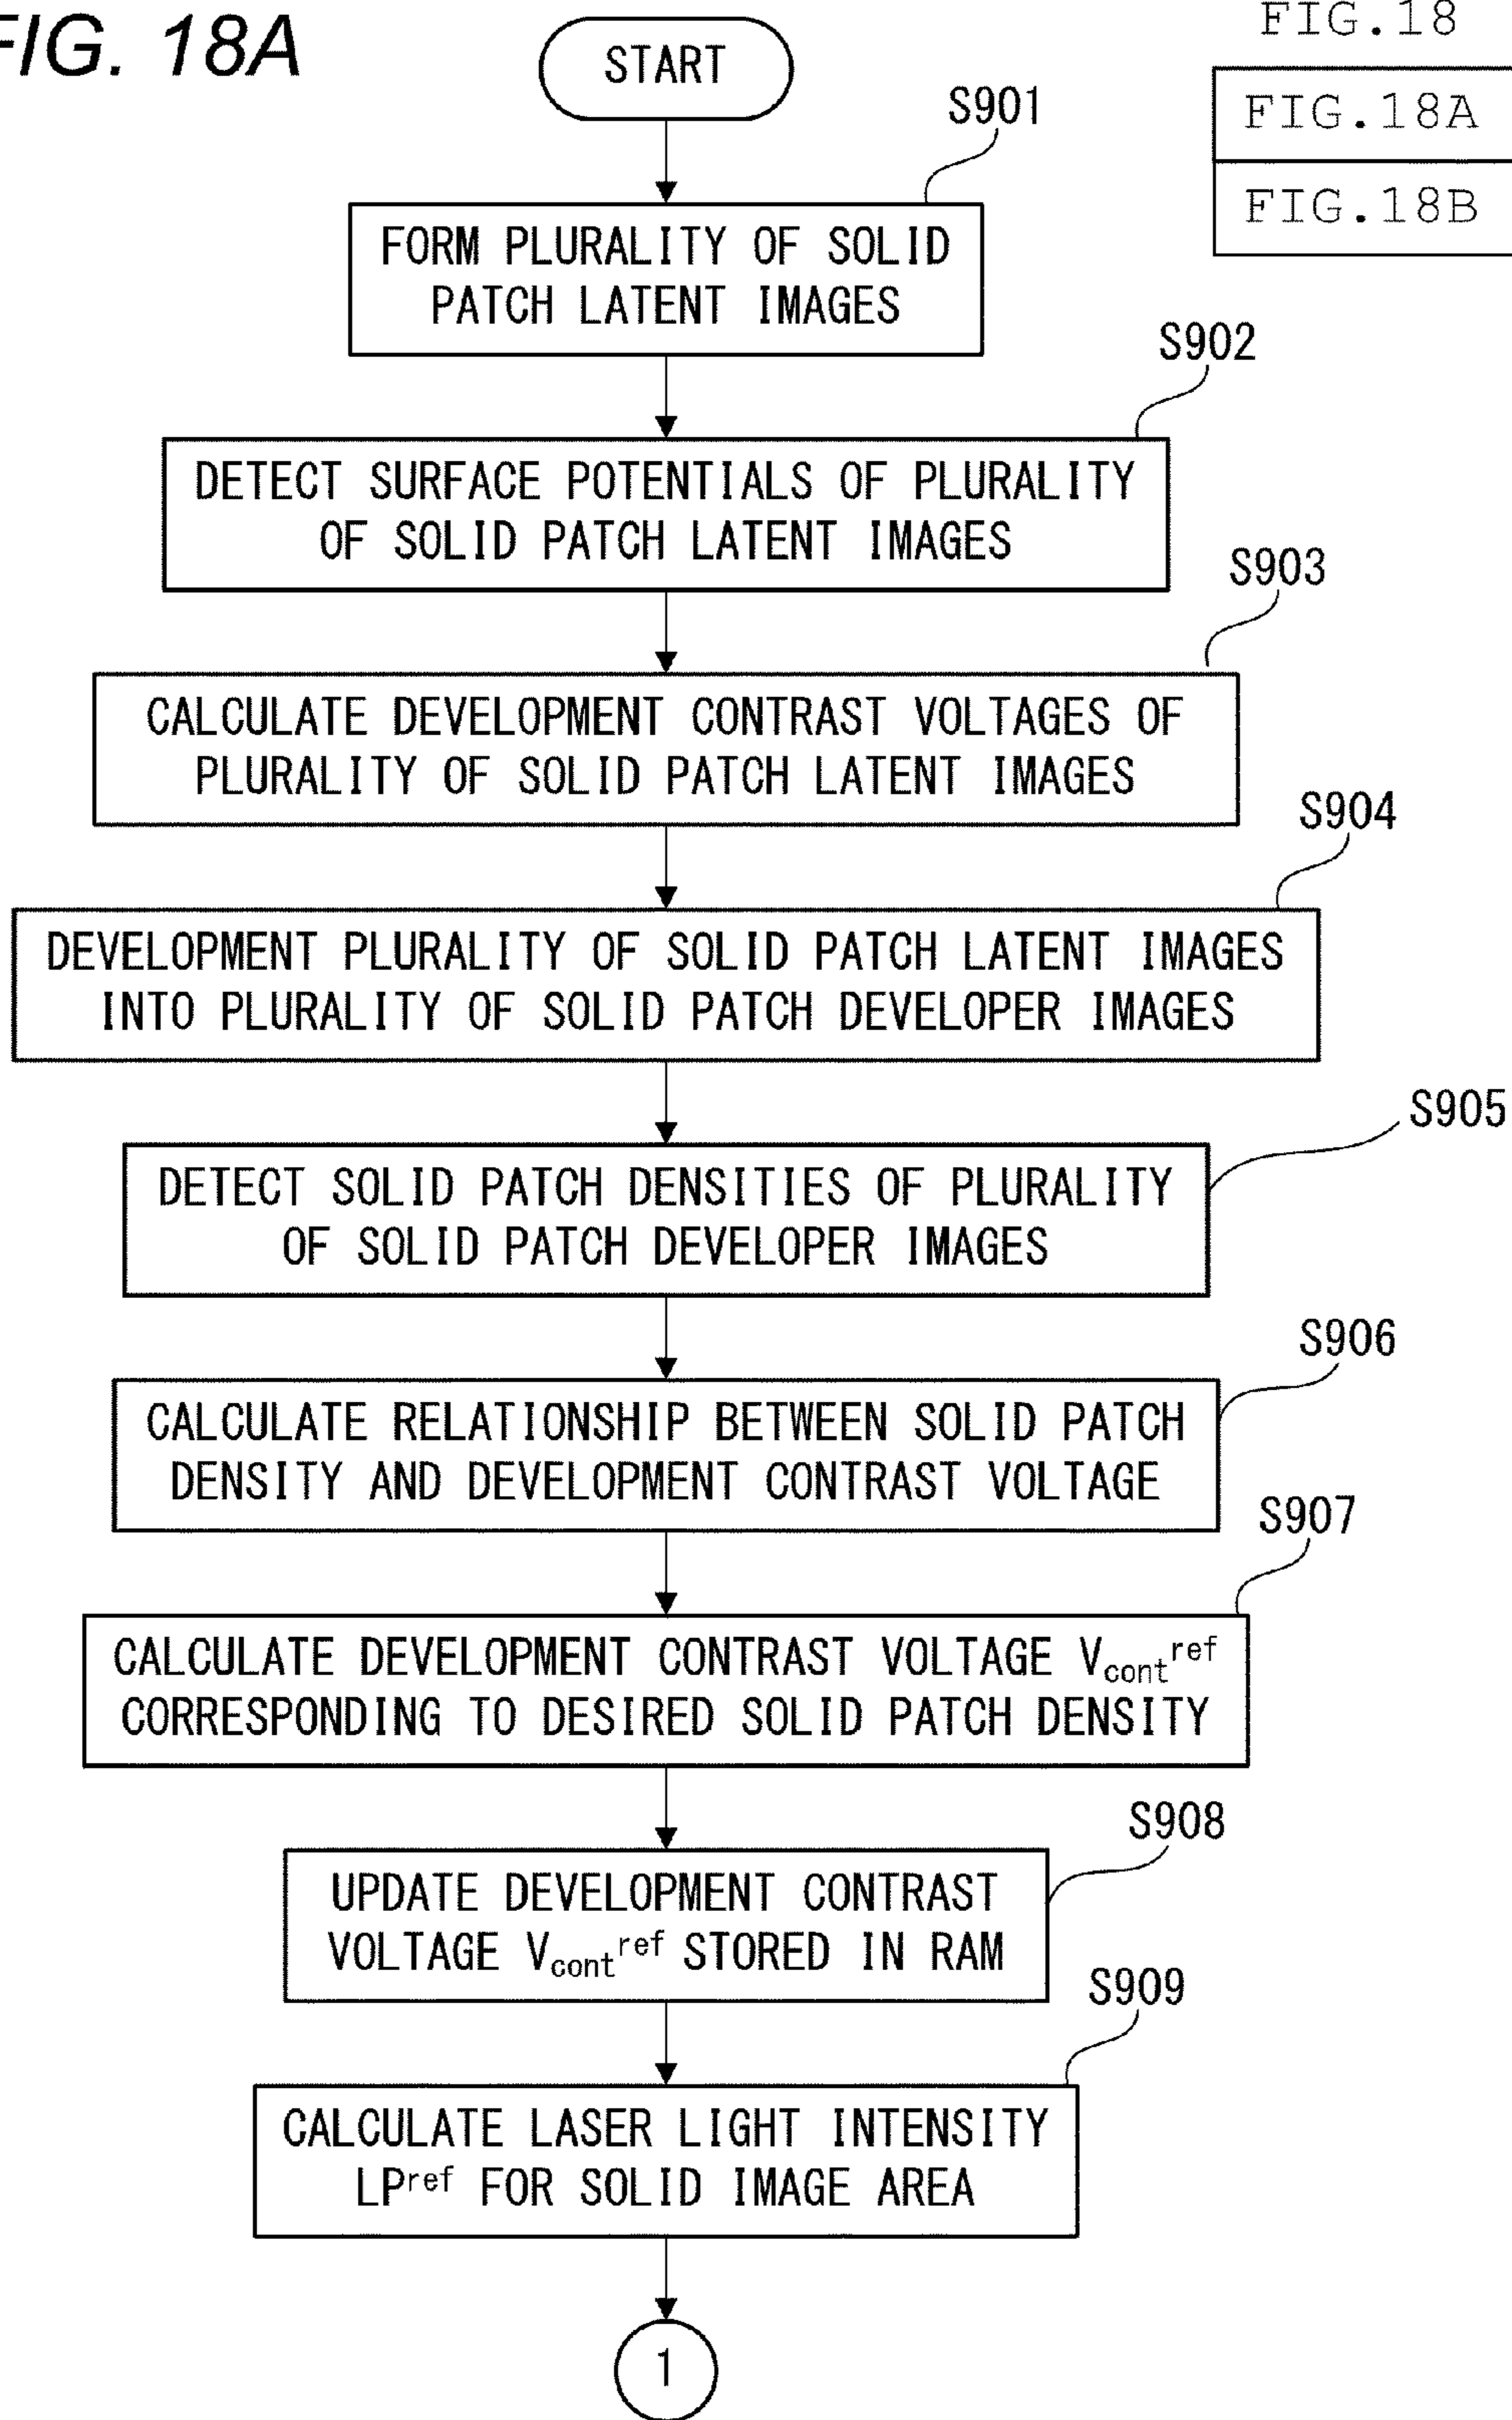 FIG. 18A
FIG.18
FIG.18A
FIG.18B
START
S901
FORM PLURALITY OF SOLID
PATCH LATENT IMAGES
S902
DETECT SURFACE POTENTIALS OF PLURALITY
OF SOLID PATCH LATENT IMAGES
S903
CALCULATE DEVELOPMENT CONTRAST VOLTAGES OF
PLURALITY OF SOLID PATCH LATENT IMAGES
S904
DEVELOPMENT PLURALITY OF SOLID PATCH LATENT IMAGES
INTO PLURALITY OF SOLID PATCH DEVELOPER IMAGES
S905
DETECT SOLID PATCH DENSITIES OF PLURALITY
OF SOLID PATCH DEVELOPER IMAGES
S906
CALCULATE RELATIONSHIP BETWEEN SOLID PATCH
DENSITY AND DEVELOPMENT CONTRAST VOLTAGE
S907
CALCULATE DEVELOPMENT CONTRAST VOLTAGE Vcont ref
CORRESPONDING TO DESIRED SOLID PATCH DENSITY
S908
UPDATE DEVELOPMENT CONTRAST
VOLTAGE Vcont ref STORED IN RAM
S909
CALCULATE LASER LIGHT INTENSITY
LPref FOR SOLID IMAGE AREA
1